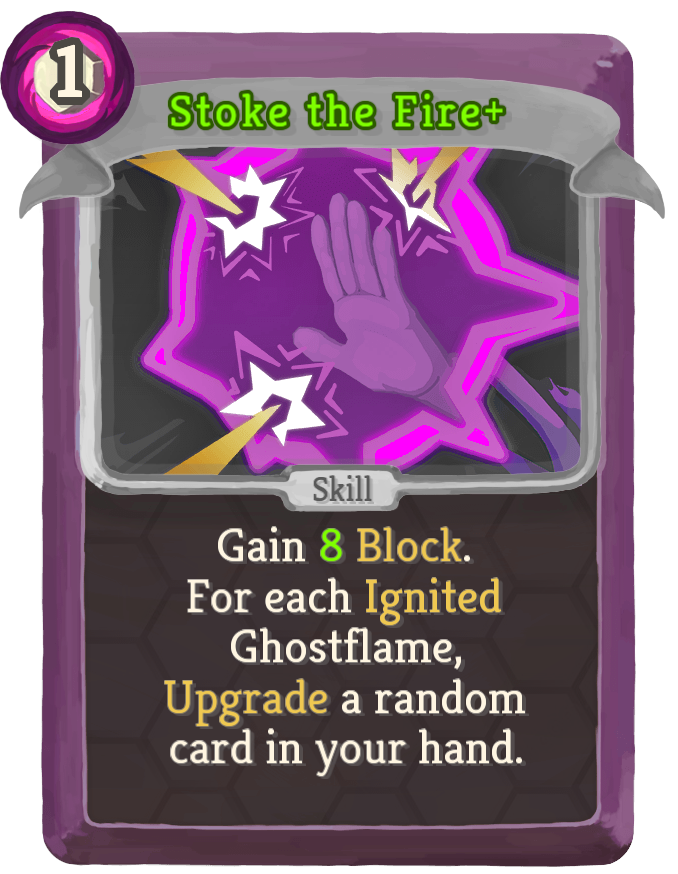 1
Stoke the Fire+
Skill
Gain 8 Block.
For each Ignited
Ghostflame,
Upgrade a random
card in your hand.